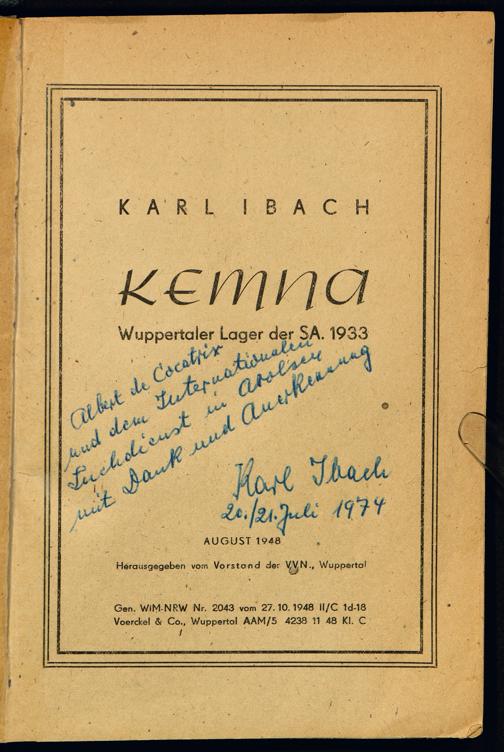 KARL IBACH
KEMNA
Wuppertaler Lager der SA. 1933
Albert de Cocatrix
und dem Internationalen
Suchdienst in Arolsen
mit Dank und Anerkennung
Karl Ibach
20./21. Juli 1974
AUGUST 1948
Herausgegeben vom Vorstand der VVN., Wuppertal
Gen. WiM-NRW Nr. 2043 vom 27. 10. 1948 II/C 1d-18
Voerckel & Co., Wuppertal AAM/5 4238 11 48 Kl. C